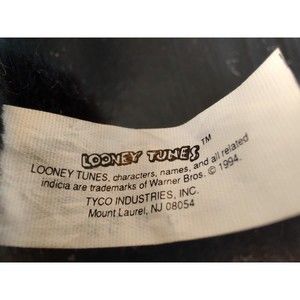 LOONEY TUNES™
LOONEY TUNES, characters, names, and all related
indicia are trademarks of Warner Bros. © 1994.
TYCO INDUSTRIES, INC.
Mount Laurel, NJ 08054